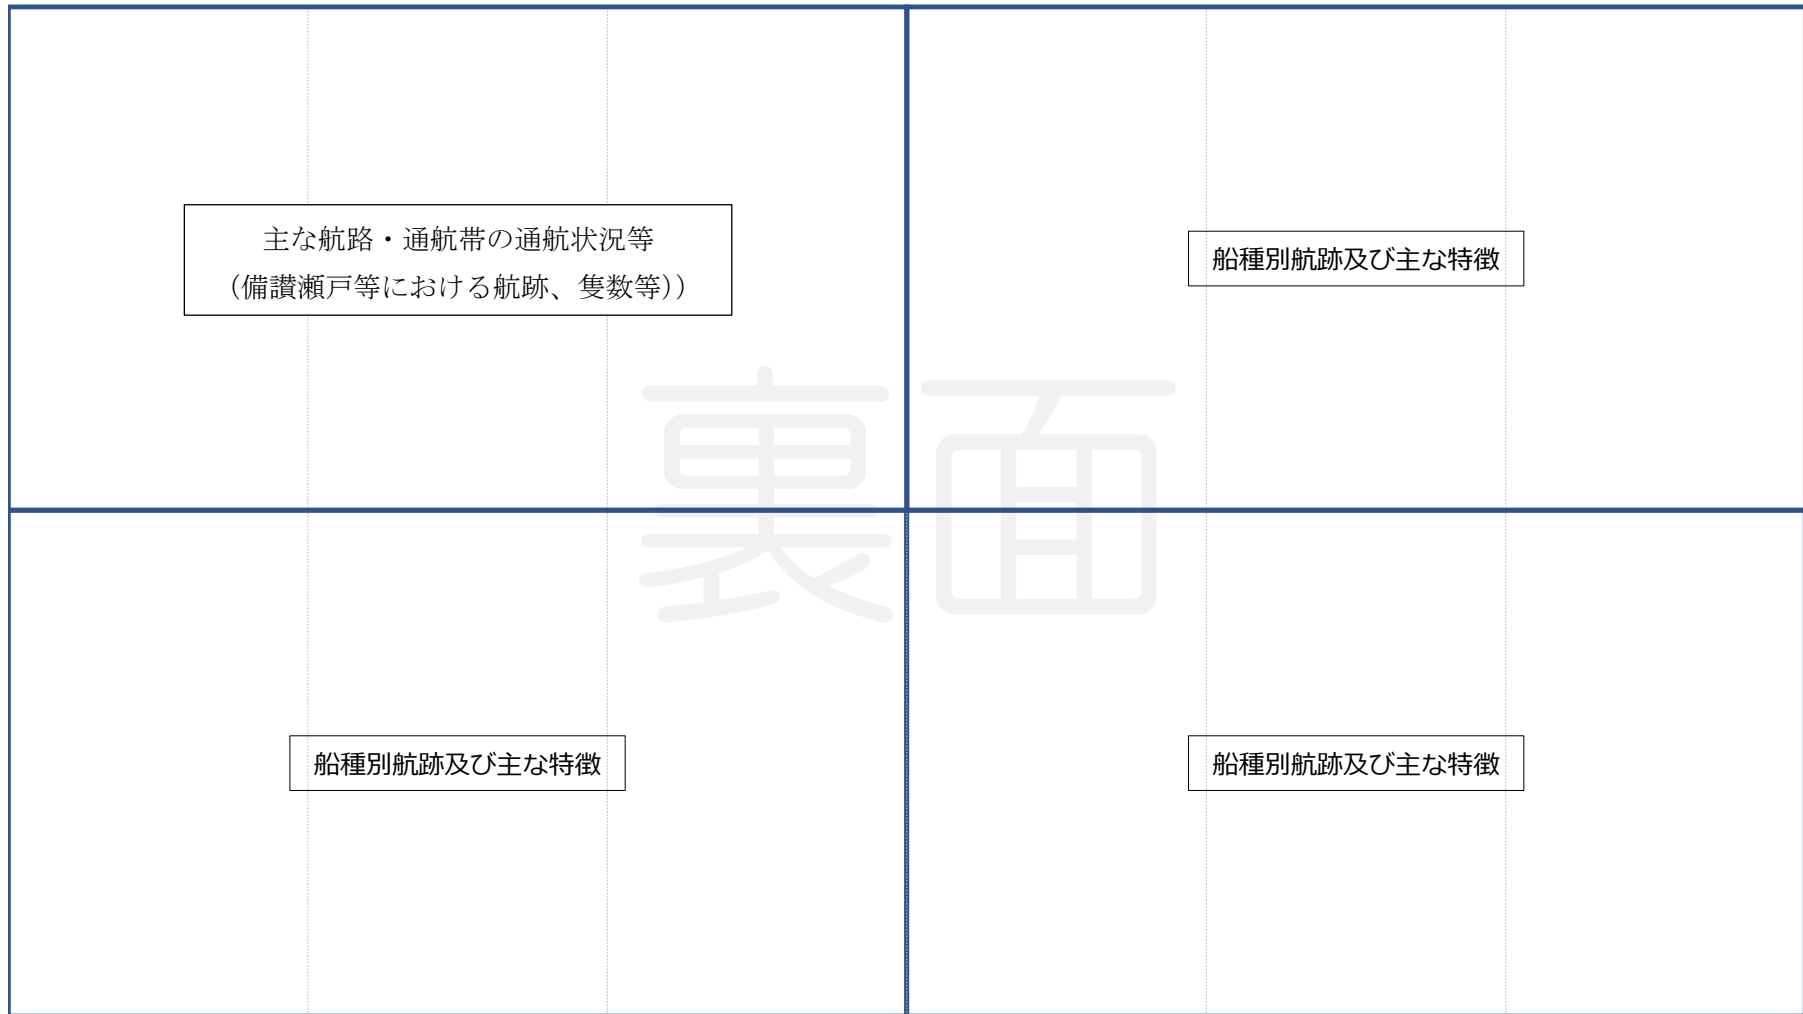 主な航路・通航帯の通航状況等
（備讃瀬戸等における航跡、隻数等））
船種別航跡及び主な特徴
裏面
船種別航跡及び主な特徴
船種別航跡及び主な特徴